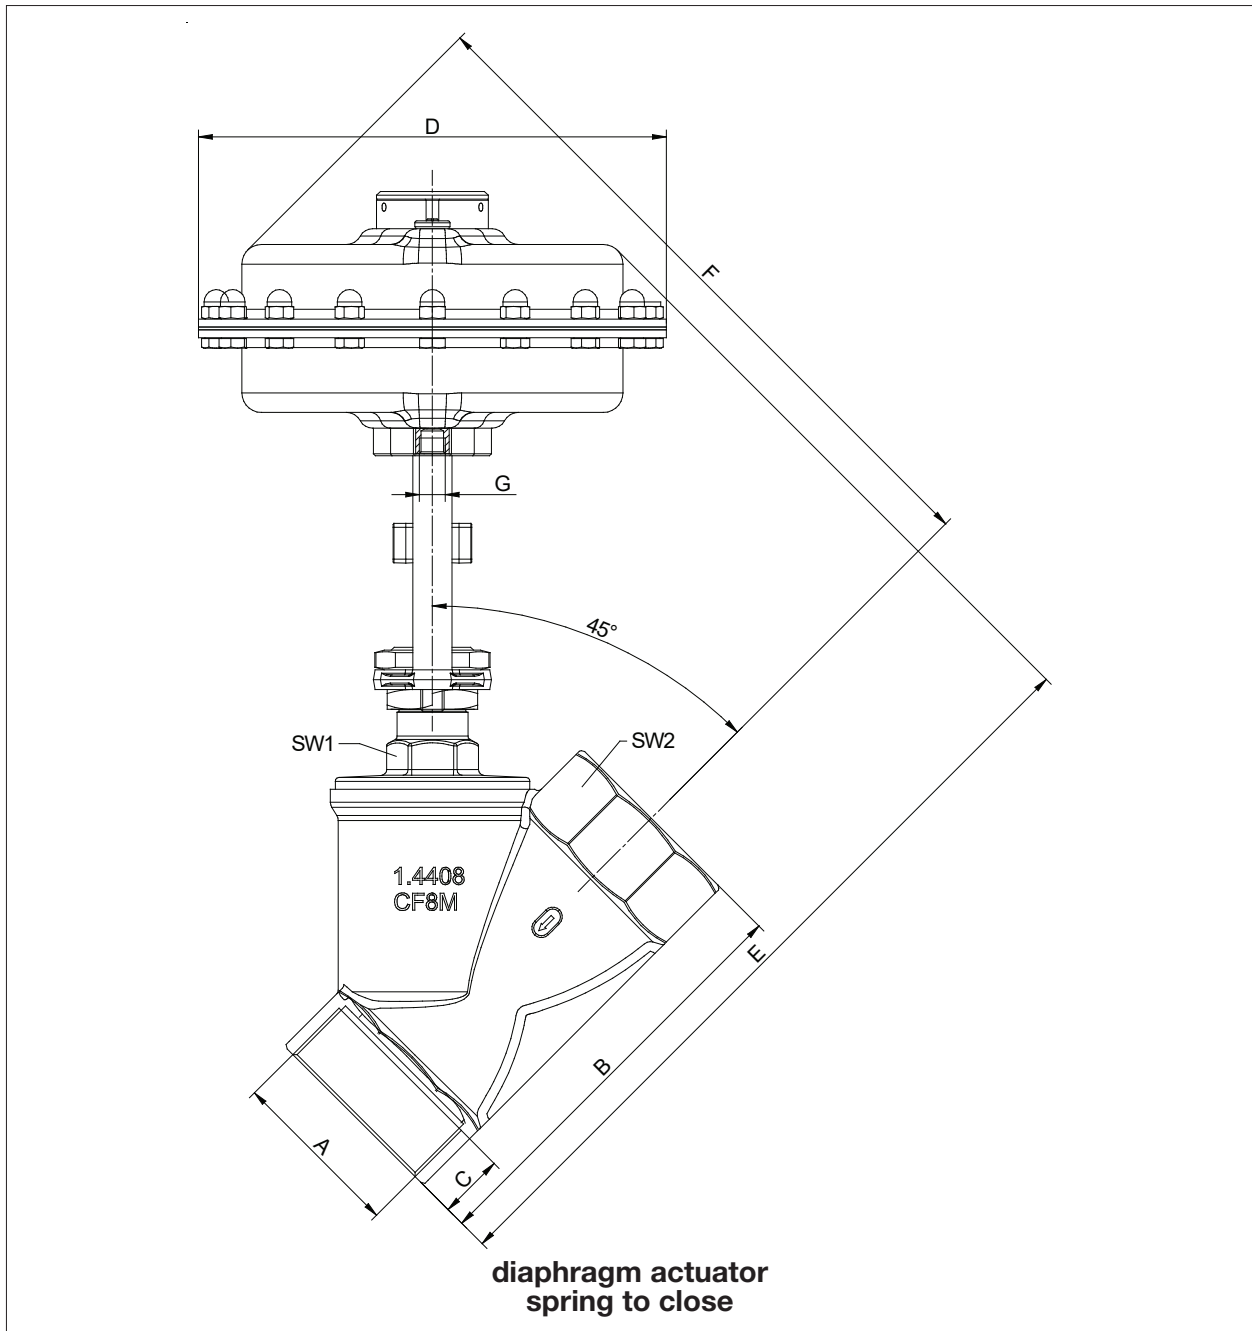 D
F
G
45°
SW1
SW2
1.4408
CF8M
E
B
A
C
diaphragm actuator
spring to close